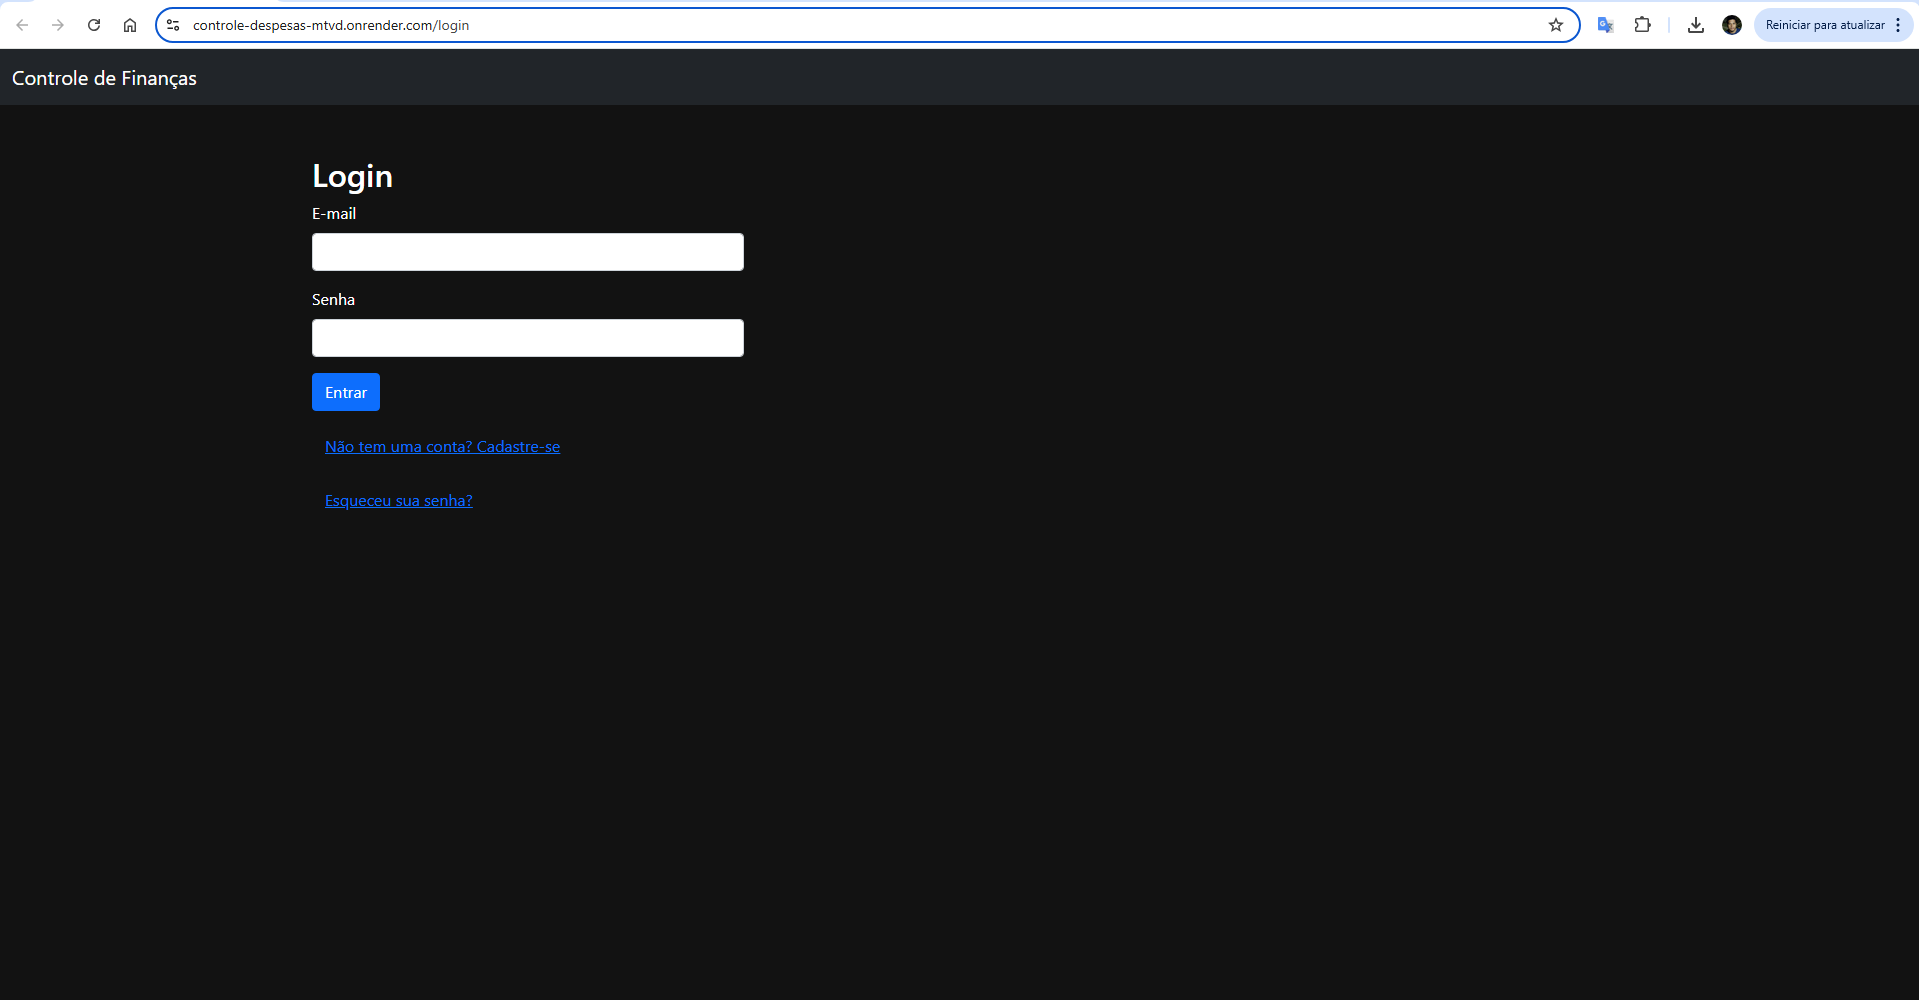 controle-despesas-mtvd.onrender.com/login
Reiniciar para atualizar
Controle de Finanças
Login
E-mail
Senha
Entrar
Não tem uma conta? Cadastre-se
Esqueceu sua senha?